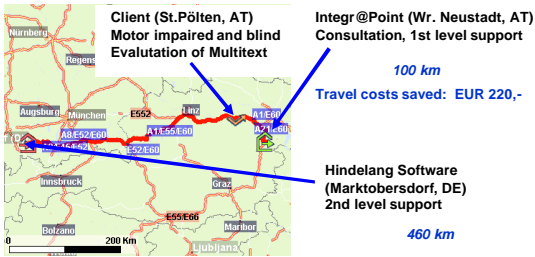 Client (St.Pölten, AT)
Motor impaired and blind
Evalutation of Multitext
Integr@Point (Wr. Neustadt, AT)
Consultation, 1st level support
100 km
Travel costs saved: EUR 220,-
Hindelang Software
(Marktobersdorf, DE)
2nd level support
460 km
Nürnberg
Regens
Augsburg
München
E552
Linz
A1/E60
A21/E60
A8/E52/E60
A1/E55/E60
E52/E60
Innsbruck
Graz
E55/E66
Bolzano
Maribor
Ljubljana
0
200 Km